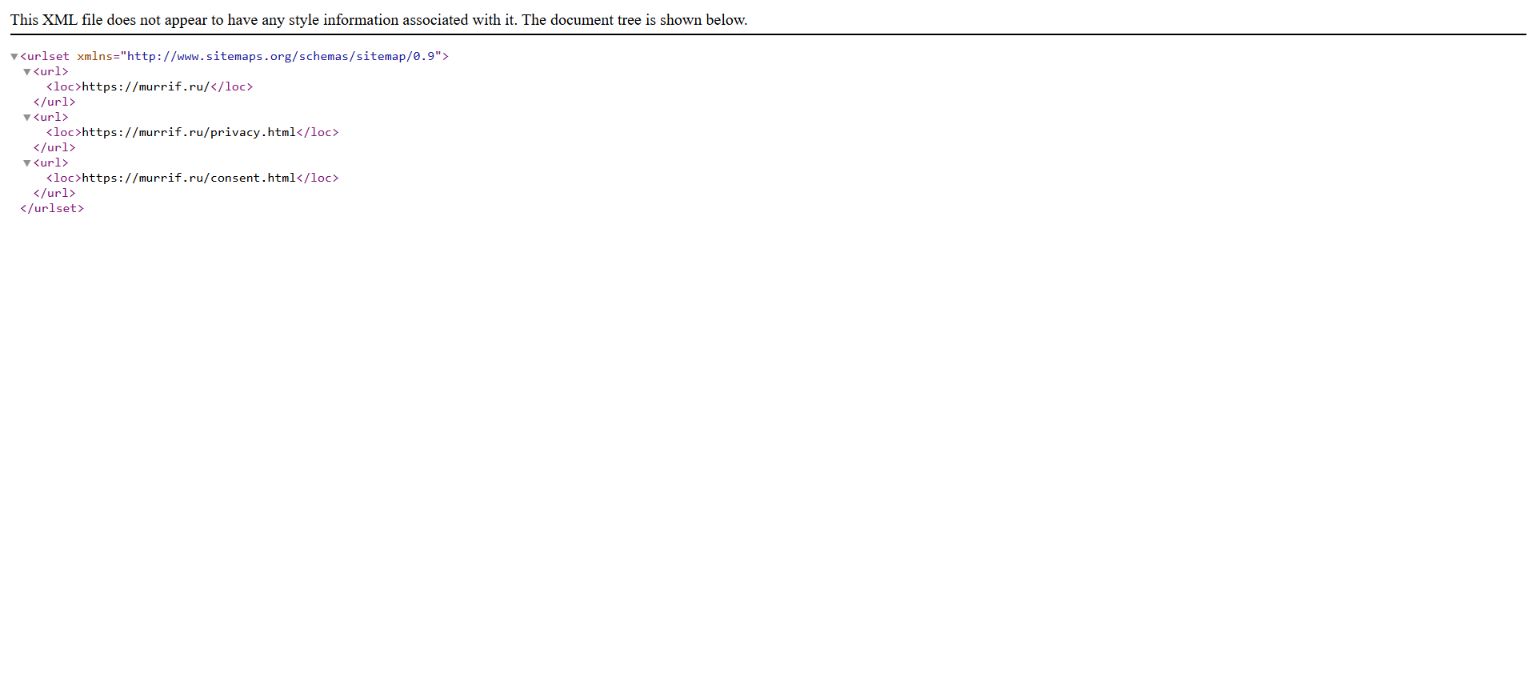 This XML file does not appear to have any style information associated with it. The document tree is shown below.
▼<urlset xmlns="http://www.sitemaps.org/schemas/sitemap/0.9">
▼<url>
<loc>https://murrif.ru/</loc>
</url>
▼<url>
<loc>https://murrif.ru/privacy.html</loc>
</url>
▼<url>
<loc>https://murrif.ru/consent.html</loc>
</url>
</urlset>